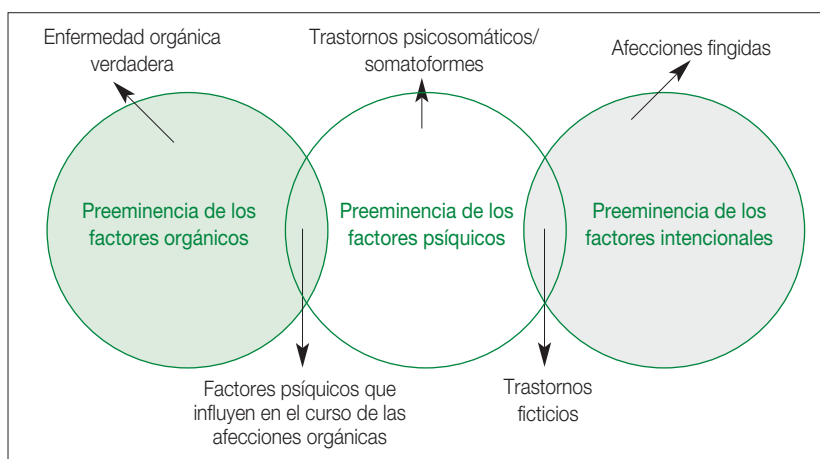 Enfermedad orgánica
verdadera
Trastornos psicosomáticos/
somatoformes
Afecciones fingidas
Preeminencia de los
factores orgánicos
Preeminencia de los
factores psíquicos
Preeminencia de los
factores intencionales
Factores psíquicos que
influyen en el curso de las
afecciones orgánicas
Trastornos
ficticios